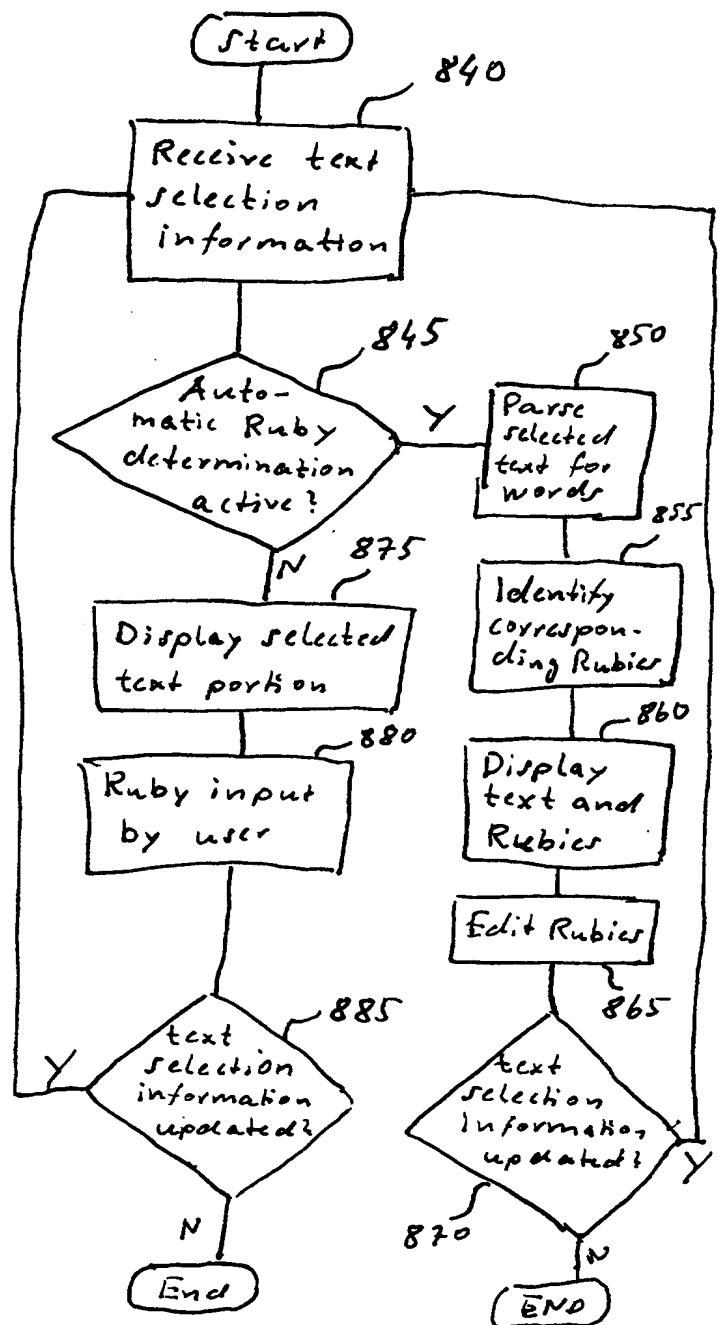 Start
840
Receive text
selection
information
845
Auto-
matic Ruby
determination
active?
Y
N
850
Parse
selected
text for
words
855
Identify
correspon-
ding Rubies
860
Display
text and
Rubies
Edit Rubies
865
text
selection
information
updated?
Y
870
N
END
875
Display selected
text portion
880
Ruby input
by user
885
text
selection
information
updated?
Y
N
End